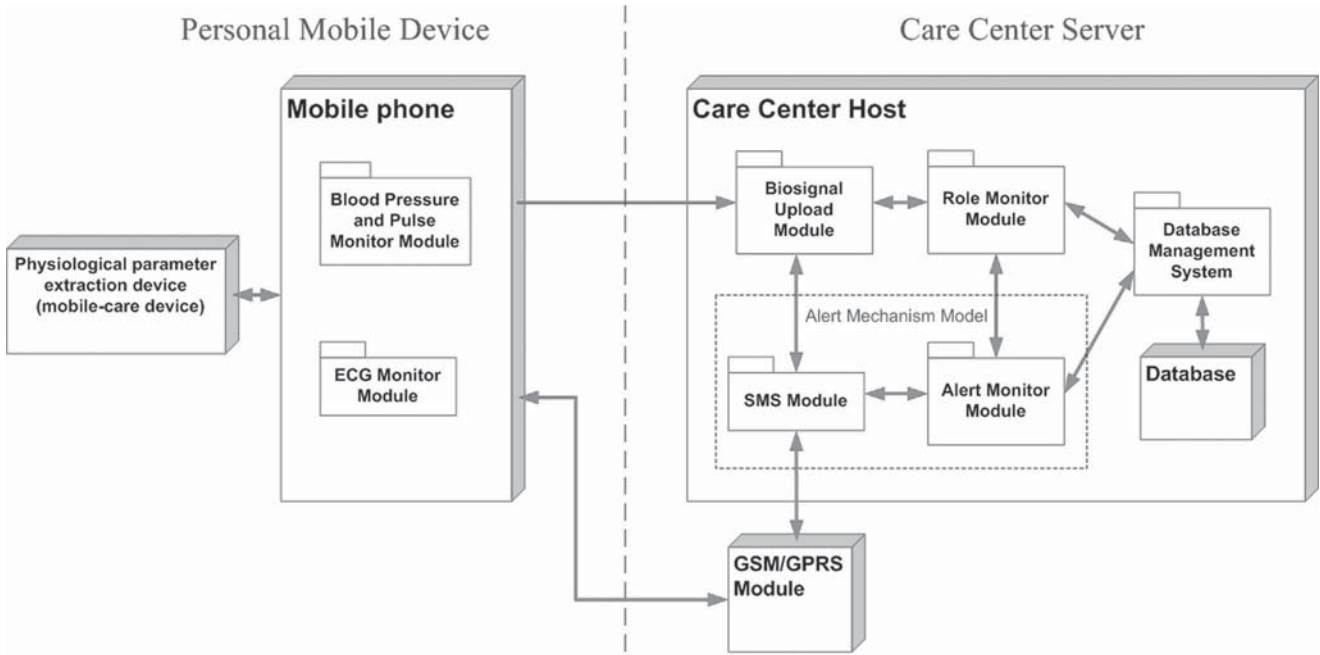 Personal Mobile Device
Care Center Server
Mobile phone
Blood Pressure
and Pulse
Monitor Module
Physiological parameter
extraction device
(mobile-care device)
ECG Monitor
Module
Care Center Host
Biosignal
Upload
Module
Role Monitor
Module
Database
Management
System
Alert Mechanism Model
SMS Module
Alert Monitor
Module
Database
GSM/GPRS
Module